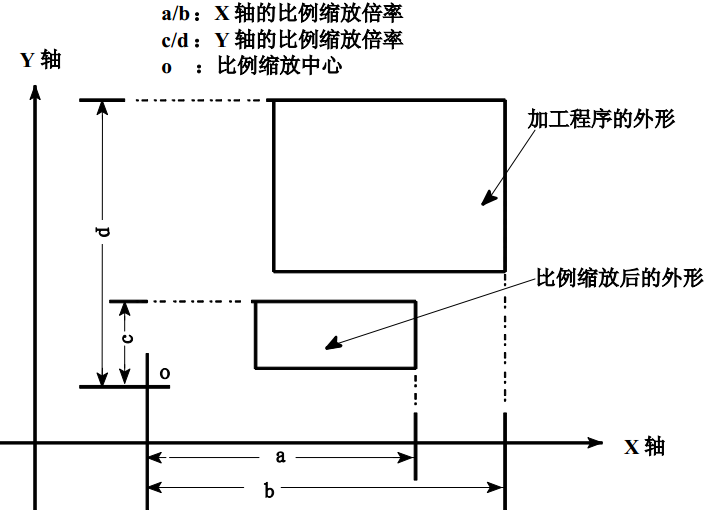 a/b：X 轴的比例缩放倍率
c/d：Y 轴的比例缩放倍率
o ：比例缩放中心
Y 轴
加工程序的外形
d
比例缩放后的外形
c
o
X 轴
a
b